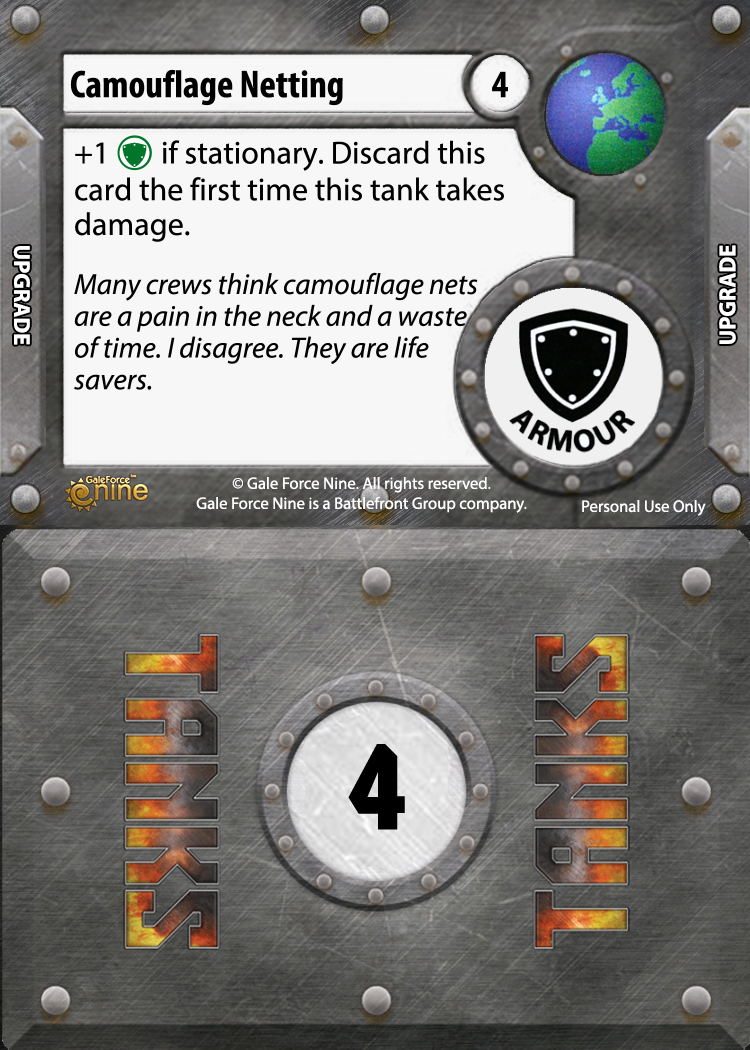 Camouflage Netting
4
+1 if stationary. Discard this
card the first time this tank takes
damage.
Many crews think camouflage nets
are a pain in the neck and a waste
of time. I disagree. They are life
savers.
UPGRADE
UPGRADE
ARMOUR
GaleForce™
nine
© Gale Force Nine. All rights reserved.
Gale Force Nine is a Battlefront Group company.
Personal Use Only
TANKS
4
TANKS